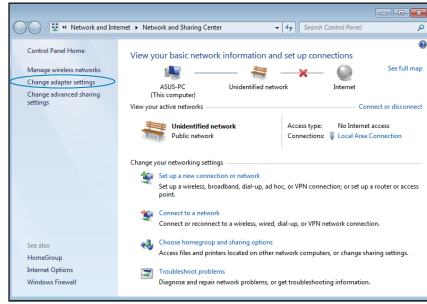 « Network and Internet ▸ Network and Sharing Center
Search Control Panel
Control Panel Home
Manage wireless networks
Change adapter settings
Change advanced sharing
settings
View your basic network information and set up connections
See full map
ASUS-PC
(This computer)
Unidentified network
Internet
View your active networks
Connect or disconnect
Unidentified network
Public network
Access type: No Internet access
Connections: Local Area Connection
Change your networking settings
Set up a new connection or network
Set up a wireless, broadband, dial-up, ad hoc, or VPN connection; or set up a router or access
point.
Connect to a network
Connect or reconnect to a wireless, wired, dial-up, or VPN network connection.
Choose homegroup and sharing options
Access files and printers located on other network computers, or change sharing settings.
Troubleshoot problems
Diagnose and repair network problems, or get troubleshooting information.
See also
HomeGroup
Internet Options
Windows Firewall